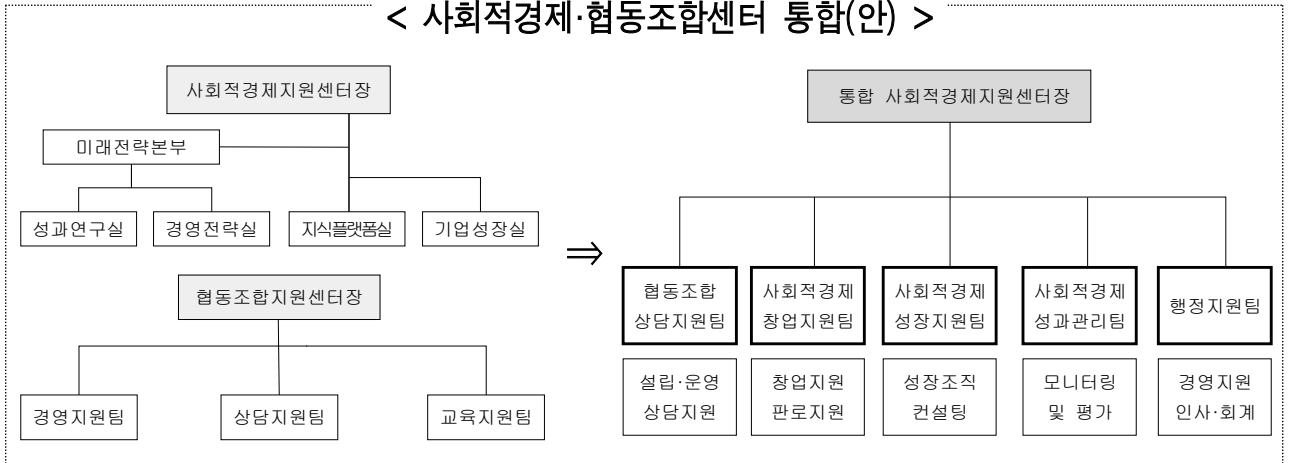 < 사회적경제·협동조합센터 통합(안) >
사회적경제지원센터장
미래전략본부
성과연구실
경영전략실
지식플랫폼실
기업성장실
협동조합지원센터장
경영지원팀
상담지원팀
교육지원팀
⇒
통합 사회적경제지원센터장
협동조합
상담지원팀
사회적경제
창업지원팀
사회적경제
성장지원팀
사회적경제
성과관리팀
행정지원팀
설립·운영
상담지원
창업지원
판로지원
성장조직
컨설팅
모니터링
및 평가
경영지원
인사·회계